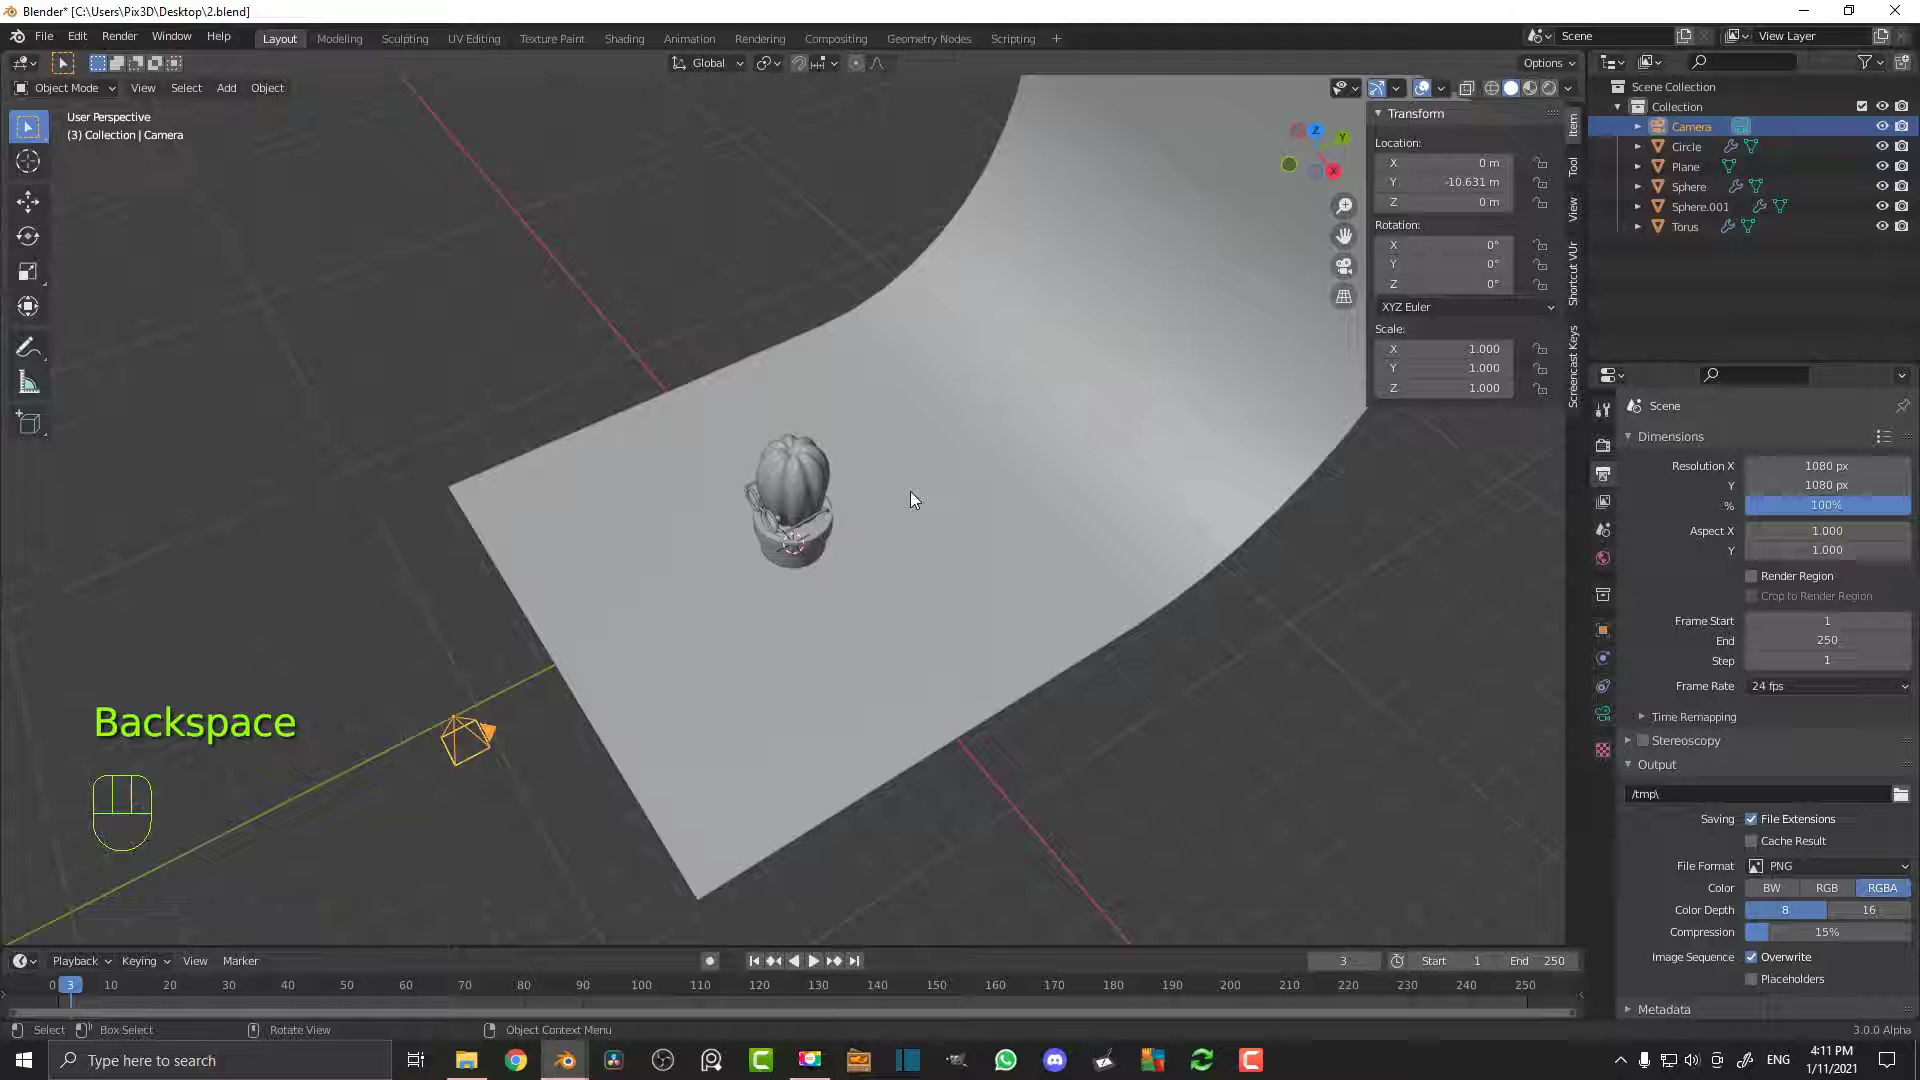 Blender* [C:\Users\Pix3D\Desktop\2.blend]
File Edit Render Window Help
Layout Modeling Sculpting UV Editing Texture Paint Shading Animation Rendering Compositing Geometry Nodes Scripting
Scene
View Layer
Global
Options
Object Mode View Select Add Object
User Perspective
(3) Collection | Camera
Z
Y
X
Transform
Location:
X 0 m
Y -10.631 m
Z 0 m
Rotation:
X 0°
Y 0°
Z 0°
XYZ Euler
Scale:
X 1.000
Y 1.000
Z 1.000
Item
Tool
View
Shortcut VUr
Screencast Keys
Scene Collection
Collection
Camera
Circle
Plane
Sphere
Sphere.001
Torus
Scene
Dimensions
Resolution X 1080 px
Y 1080 px
% 100%
Aspect X 1.000
Y 1.000
Render Region
Crop to Render Region
Frame Start 1
End 250
Step 1
Frame Rate 24 fps
Time Remapping
Stereoscopy
Output
/tmp\
Saving File Extensions
Cache Result
File Format PNG
Color BW RGB RGBA
Color Depth 8 16
Compression 15%
Image Sequence Overwrite
Placeholders
Metadata
Backspace
Playback Keying View Marker
3 Start 1 End 250
0 3 10 20 30 40 50 60 70 80 90 100 110 120 130 140 150 160 170 180 190 200 210 220 230 240 250
Select Box Select Rotate View Object Context Menu
3.0.0 Alpha
Type here to search
ENG
4:11 PM
1/11/2021